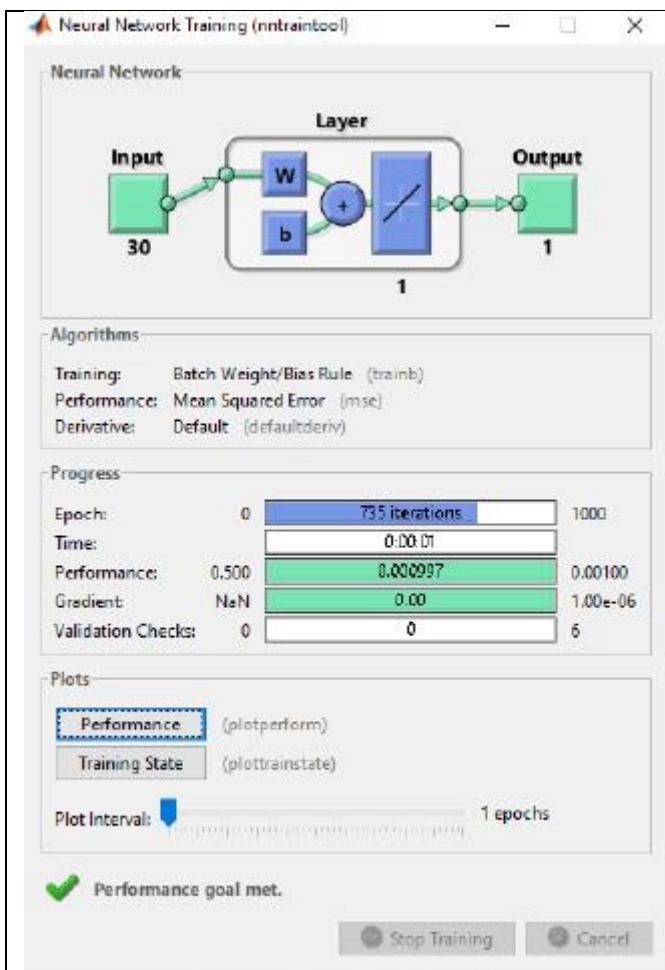 Neural Network Training (nntraintool)
Neural Network
Layer
Input
Output
W
b
+
30
1
1
Algorithms
Training: Batch Weight/Bias Rule (trainb)
Performance: Mean Squared Error (mse)
Derivative: Default (defaultderiv)
Progress
Epoch: 0 735 iterations 1000
Time: 0:00:01
Performance: 0.500 0.000997 0.00100
Gradient: NaN 0.00 1.00e-06
Validation Checks: 0 0 6
Plots
Performance (plotperform)
Training State (plottrainstate)
Plot Interval: 1 epochs
Performance goal met.
Stop Training Cancel